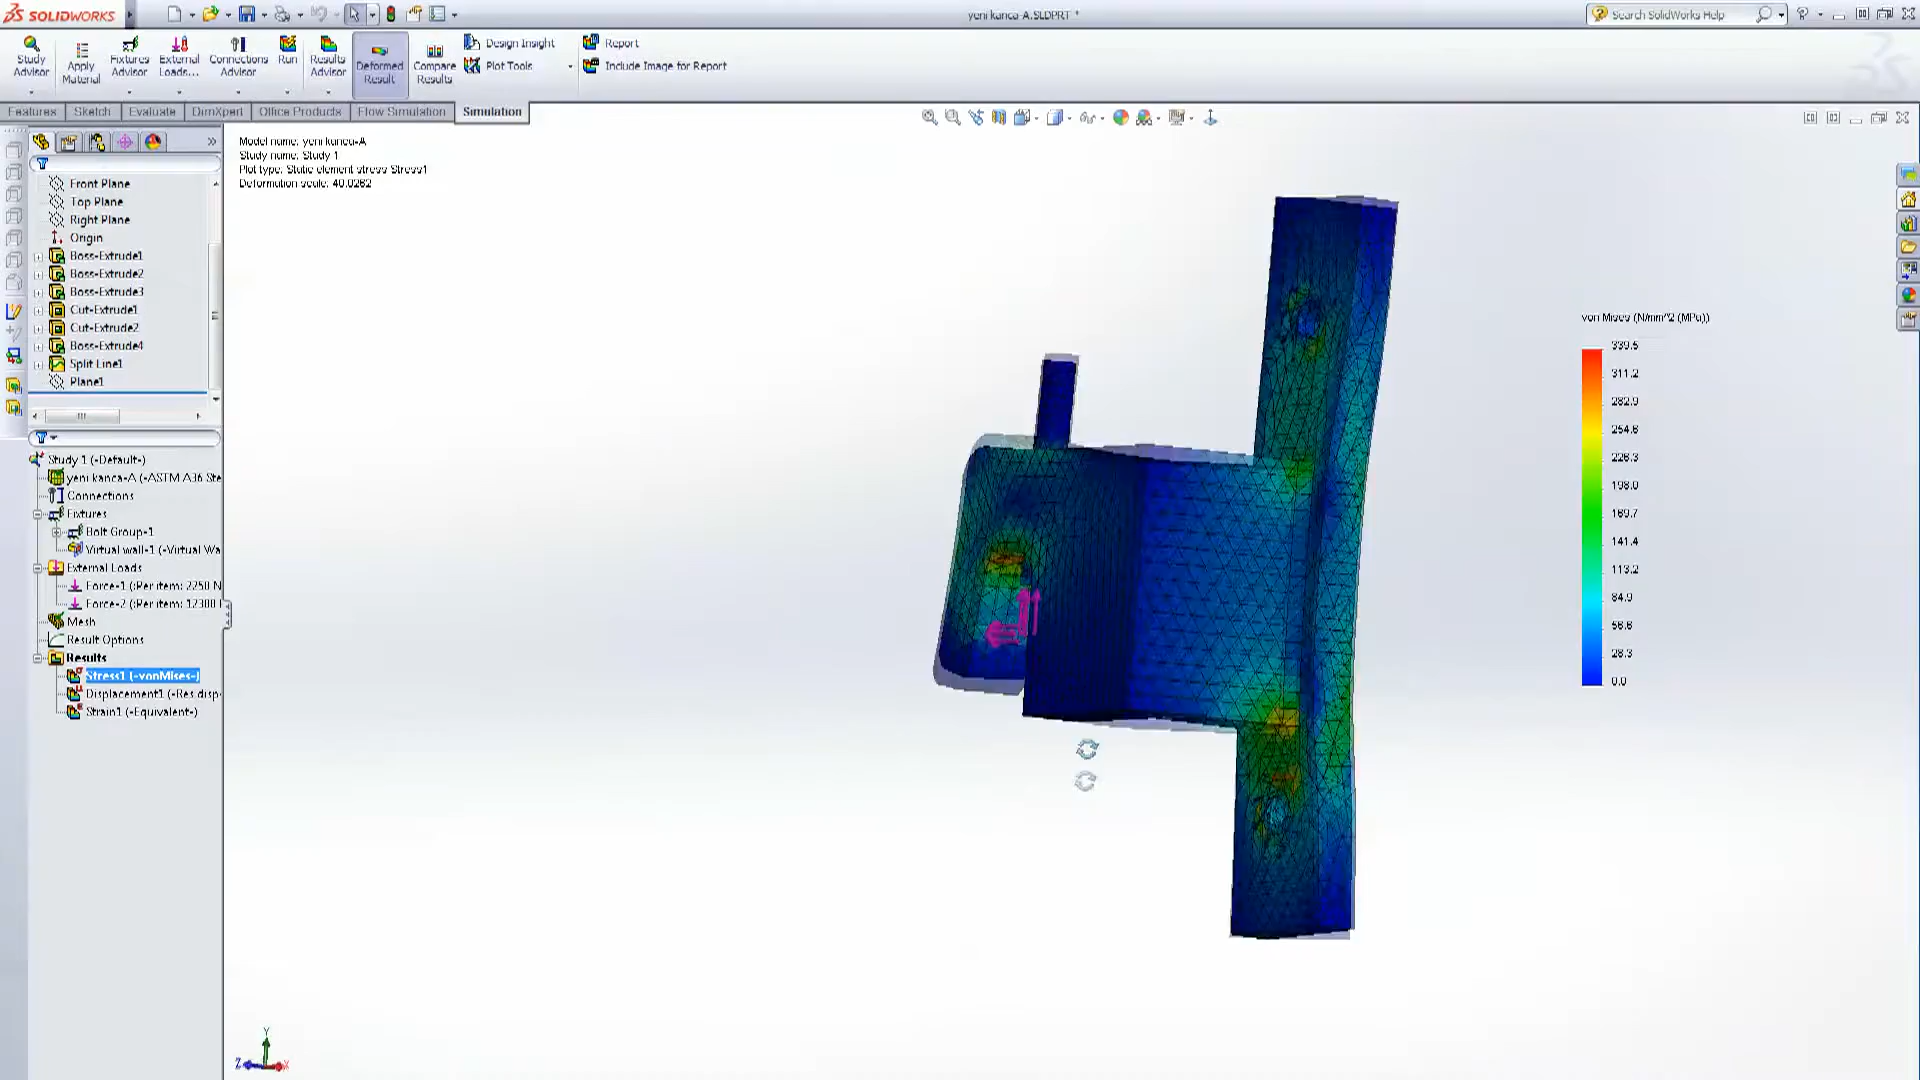 SOLIDWORKS
yeni kanca-A.SLDPRT *
Search SolidWorks Help
Study Advisor
Apply Material
Fixtures Advisor
External Loads...
Connections Advisor
Run
Results Advisor
Deformed Result
Compare Results
Design Insight
Plot Tools
Report
Include Image for Report
Features
Sketch
Evaluate
DimXpert
Office Products
Flow Simulation
Simulation
Model name: yeni kanca-A
Study name: Study 1
Plot type: Static element stress Stress1
Deformation scale: 40.0262
Front Plane
Top Plane
Right Plane
Origin
Boss-Extrude1
Boss-Extrude2
Boss-Extrude3
Cut-Extrude1
Cut-Extrude2
Boss-Extrude4
Split Line1
Plane1
Study 1 (-Default-)
yeni kanca-A (-ASTM A36 Ste
Connections
Fixtures
Bolt Group-1
Virtual wall-1 (-Virtual Wa
External Loads
Force-1 (:Per item: 2250 N
Force-2 (:Per item: 12300
Mesh
Result Options
Results
Stress1 (-vonMises-)
Displacement1 (-Res disp-
Strain1 (-Equivalent-)
von Mises (N/mm^2 (MPa))
339.5
311.2
282.9
254.6
226.3
198.0
169.7
141.4
113.2
84.9
56.6
28.3
0.0
Y
Z
X